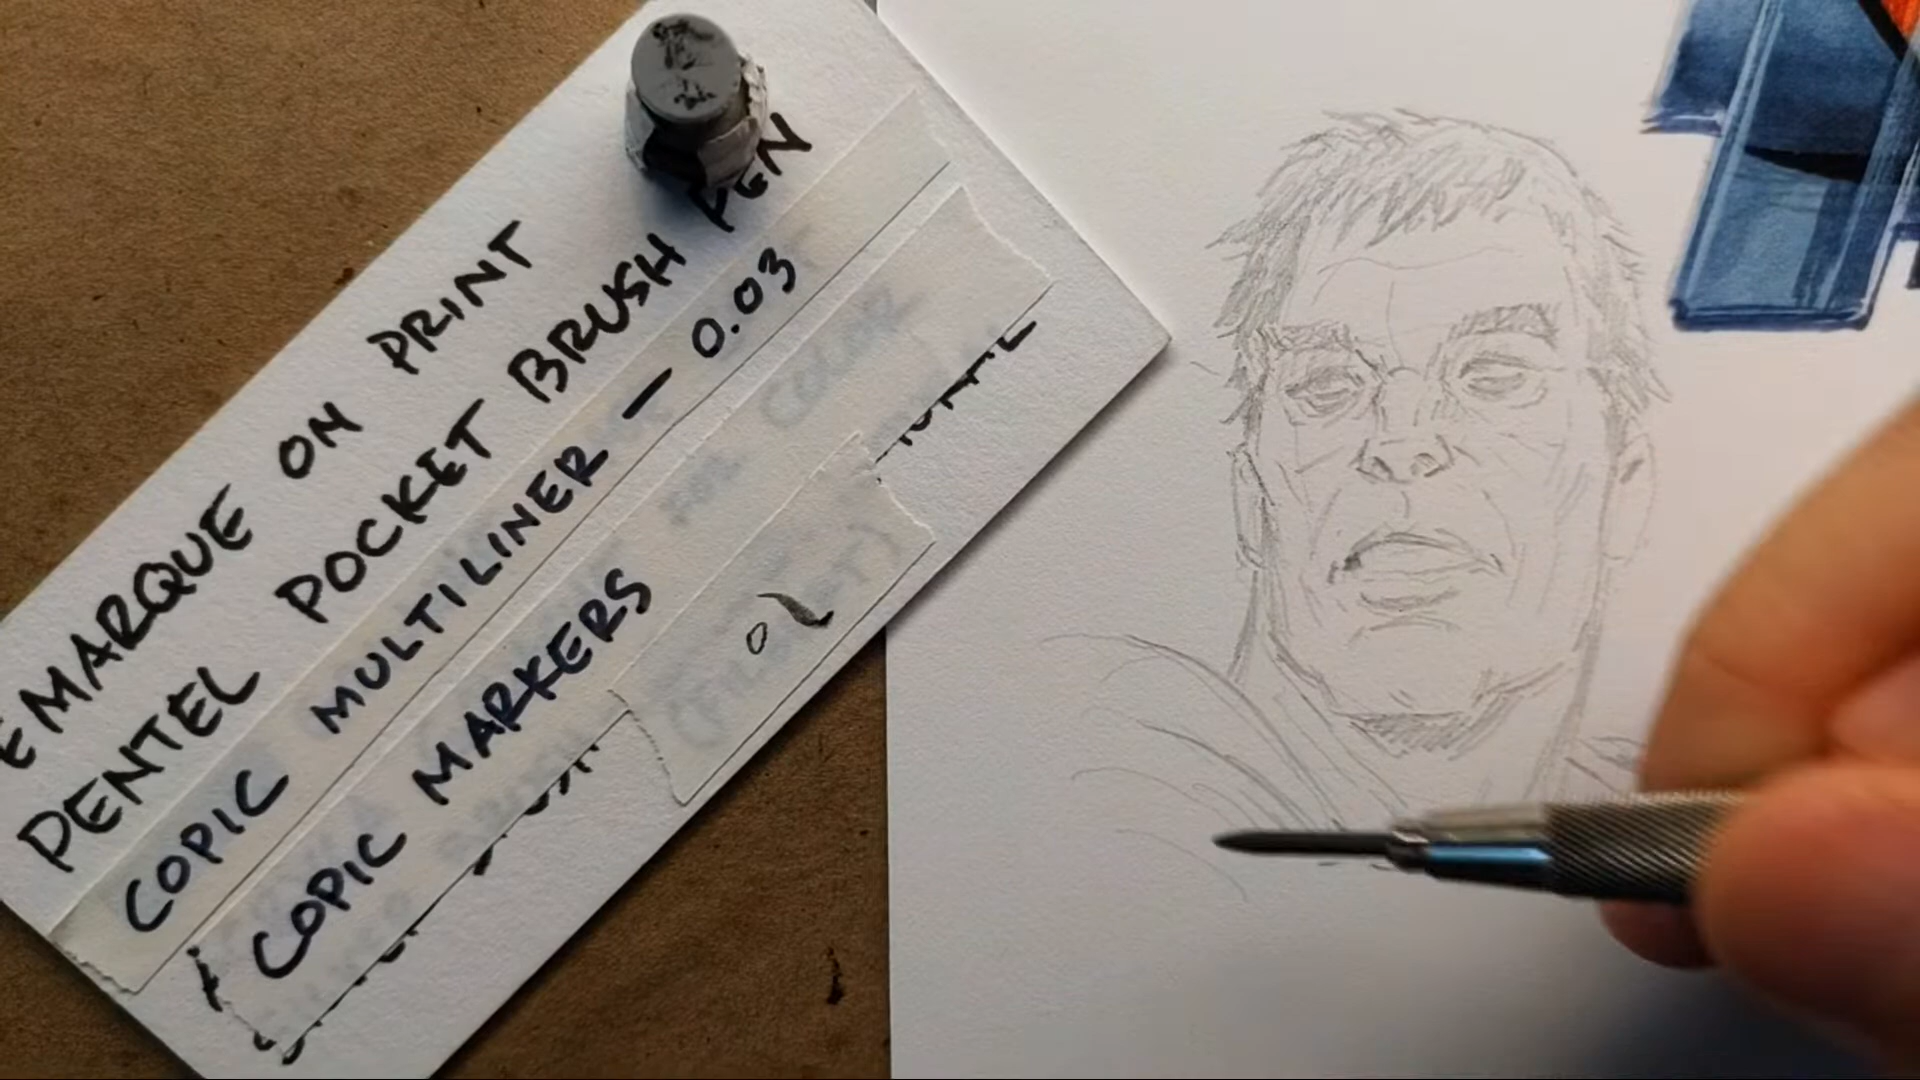 EMARQUE ON PRINT
PENTEL POCKET BRUSH PEN
COPIC MULTILINER — 0.03
COPIC MARKERS